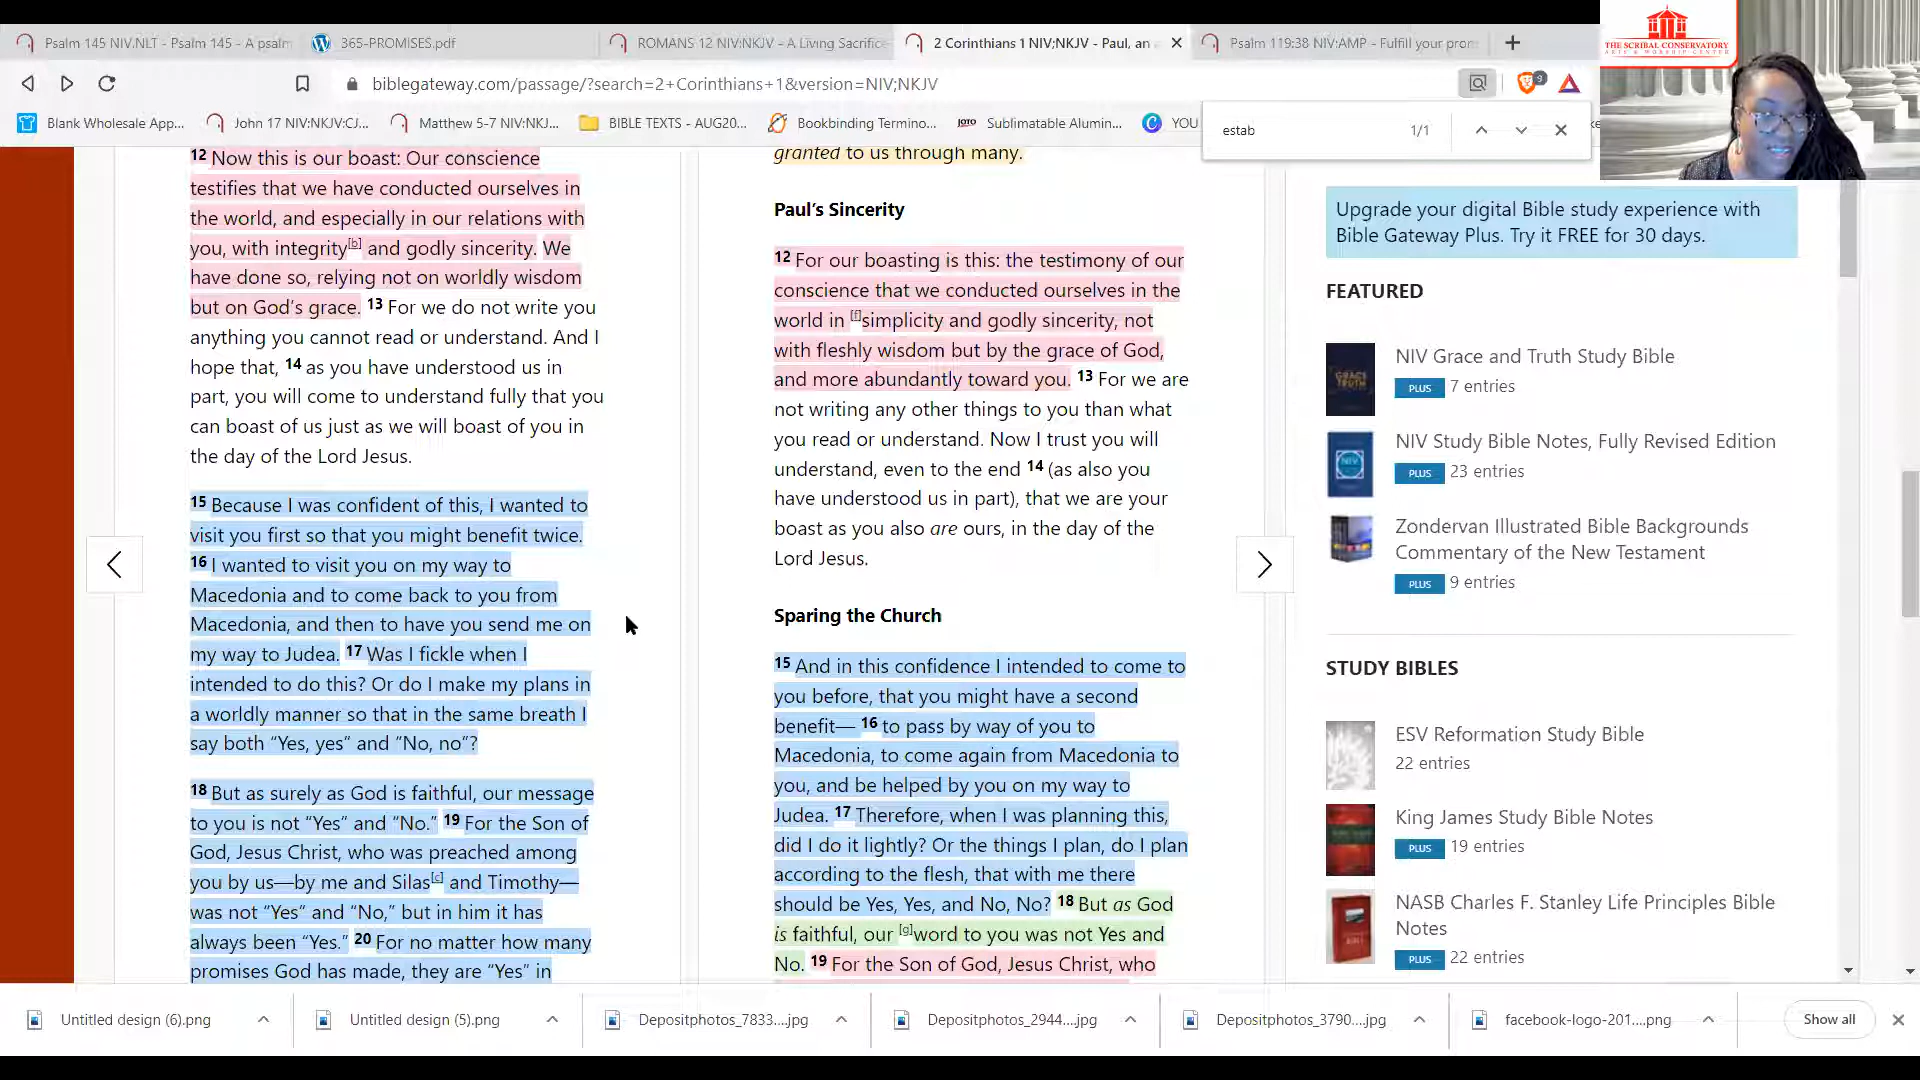 Psalm 145 NIV.NLT - Psalm 145 - A psalm
365-PROMISES.pdf
ROMANS 12 NIV:NKJV - A Living Sacrifice
2 Corinthians 1 NIV;NKJV - Paul, an
Psalm 119:38 NIV:AMP - Fulfill your prom
biblegateway.com/passage/?search=2+Corinthians+1&version=NIV;NKJV
9
THE SCRIBAL CONSERVATORY
ARTS & WORSHIP CENTER
Blank Wholesale App...
John 17 NIV:NKJV:CJ...
Matthew 5-7 NIV:NKJ...
BIBLE TEXTS - AUG20...
Bookbinding Termino...
JOTO
Sublimatable Alumin...
YOU
estab
1/1
12 Now this is our boast: Our conscience
testifies that we have conducted ourselves in
the world, and especially in our relations with
you, with integrity[b] and godly sincerity. We
have done so, relying not on worldly wisdom
but on God's grace. 13 For we do not write you
anything you cannot read or understand. And I
hope that, 14 as you have understood us in
part, you will come to understand fully that you
can boast of us just as we will boast of you in
the day of the Lord Jesus.
15 Because I was confident of this, I wanted to
visit you first so that you might benefit twice.
16 I wanted to visit you on my way to
Macedonia and to come back to you from
Macedonia, and then to have you send me on
my way to Judea. 17 Was I fickle when I
intended to do this? Or do I make my plans in
a worldly manner so that in the same breath I
say both “Yes, yes” and “No, no”?
18 But as surely as God is faithful, our message
to you is not “Yes” and “No.” 19 For the Son of
God, Jesus Christ, who was preached among
you by us—by me and Silas[c] and Timothy—
was not “Yes” and “No,” but in him it has
always been “Yes.” 20 For no matter how many
promises God has made, they are “Yes” in
granted to us through many.
Paul's Sincerity
12 For our boasting is this: the testimony of our
conscience that we conducted ourselves in the
world in [f]simplicity and godly sincerity, not
with fleshly wisdom but by the grace of God,
and more abundantly toward you. 13 For we are
not writing any other things to you than what
you read or understand. Now I trust you will
understand, even to the end 14 (as also you
have understood us in part), that we are your
boast as you also are ours, in the day of the
Lord Jesus.
Sparing the Church
15 And in this confidence I intended to come to
you before, that you might have a second
benefit— 16 to pass by way of you to
Macedonia, to come again from Macedonia to
you, and be helped by you on my way to
Judea. 17 Therefore, when I was planning this,
did I do it lightly? Or the things I plan, do I plan
according to the flesh, that with me there
should be Yes, Yes, and No, No? 18 But as God
is faithful, our [g]word to you was not Yes and
No. 19 For the Son of God, Jesus Christ, who
Upgrade your digital Bible study experience with
Bible Gateway Plus. Try it FREE for 30 days.
FEATURED
NIV Grace and Truth Study Bible
PLUS 7 entries
NIV Study Bible Notes, Fully Revised Edition
PLUS 23 entries
Zondervan Illustrated Bible Backgrounds
Commentary of the New Testament
PLUS 9 entries
STUDY BIBLES
ESV Reformation Study Bible
22 entries
King James Study Bible Notes
PLUS 19 entries
NASB Charles F. Stanley Life Principles Bible
Notes
PLUS 22 entries
Untitled design (6).png
Untitled design (5).png
Depositphotos_7833....jpg
Depositphotos_2944....jpg
Depositphotos_3790....jpg
facebook-logo-201....png
Show all